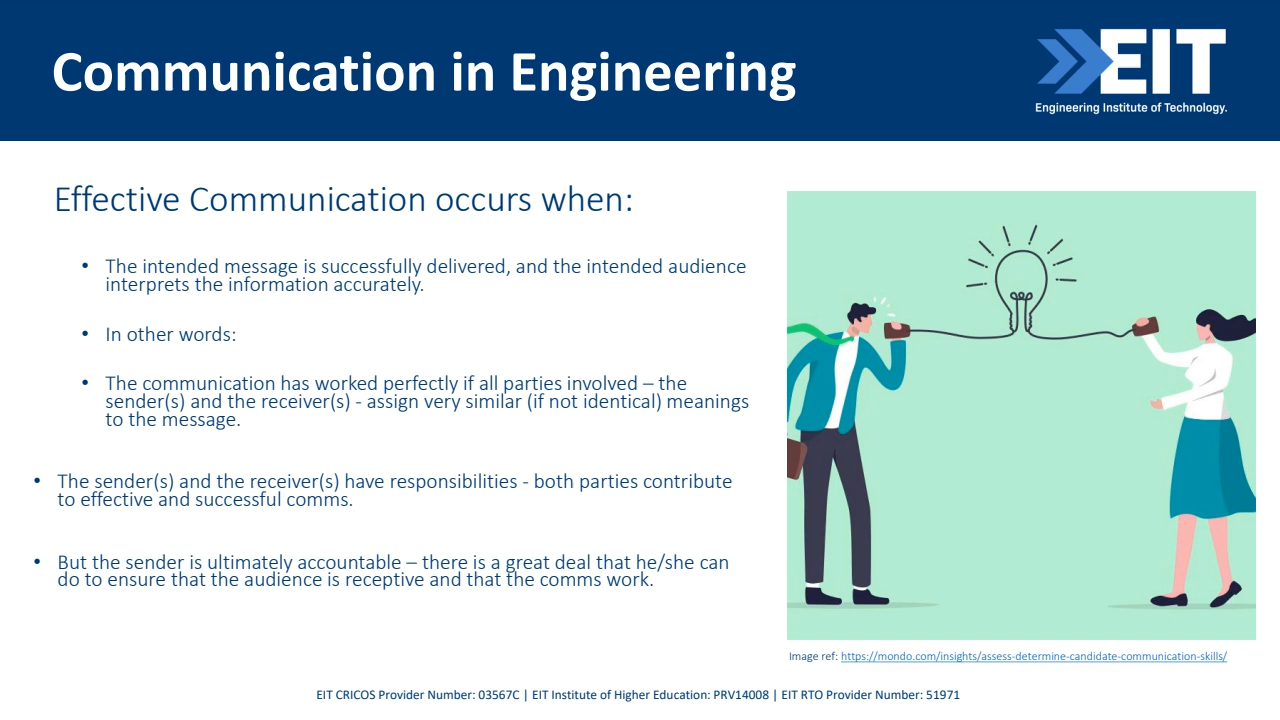 Communication in Engineering
EIT
Engineering Institute of Technology.
Effective Communication occurs when:
• The intended message is successfully delivered, and the intended audience
interprets the information accurately.
• In other words:
• The communication has worked perfectly if all parties involved – the
sender(s) and the receiver(s) - assign very similar (if not identical) meanings
to the message.
• The sender(s) and the receiver(s) have responsibilities - both parties contribute
to effective and successful comms.
• But the sender is ultimately accountable – there is a great deal that he/she can
do to ensure that the audience is receptive and that the comms work.
Image ref: https://mondo.com/insights/assess-determine-candidate-communication-skills/
EIT CRICOS Provider Number: 03567C | EIT Institute of Higher Education: PRV14008 | EIT RTO Provider Number: 51971